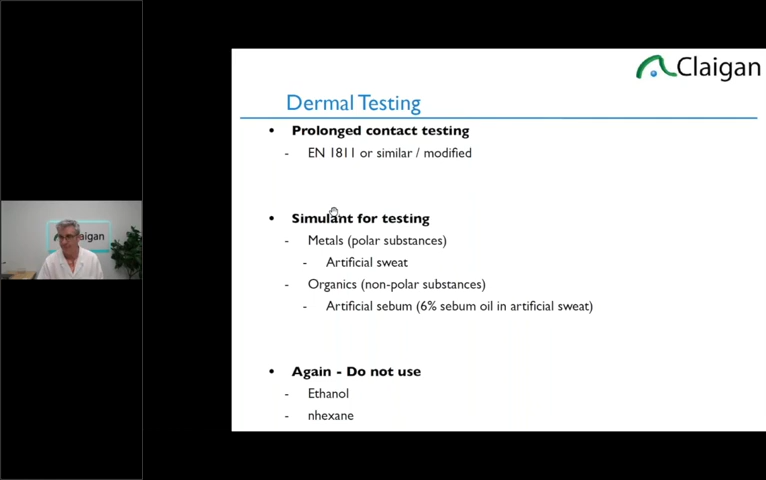 Claigan
Dermal Testing
• Prolonged contact testing
- EN 1811 or similar / modified
• Simulant for testing
- Metals (polar substances)
- Artificial sweat
- Organics (non-polar substances)
- Artificial sebum (6% sebum oil in artificial sweat)
• Again - Do not use
- Ethanol
- nhexane
aigan